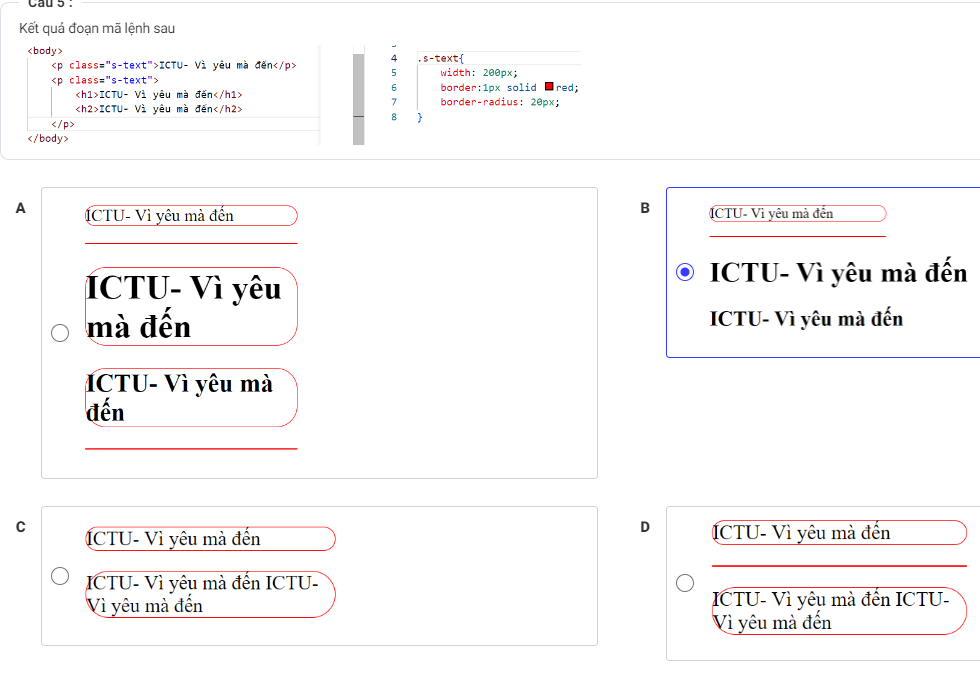 Câu 5 :
Kết quả đoạn mã lệnh sau
<body>
<p class="s-text">ICTU- Vì yêu mà đến</p>
<p class="s-text">
<h1>ICTU- Vì yêu mà đến</h1>
<h2>ICTU- Vì yêu mà đến</h2>
</p>
</body>
4 .s-text{
5 width: 200px;
6 border:1px solid red;
7 border-radius: 20px;
8 }
A
ICTU- Vì yêu mà đến
ICTU- Vì yêu
mà đến
ICTU- Vì yêu mà
đến
B
ICTU- Vì yêu mà đến
ICTU- Vì yêu mà đến
ICTU- Vì yêu mà đến
C
ICTU- Vì yêu mà đến
ICTU- Vì yêu mà đến ICTU-
Vì yêu mà đến
D
ICTU- Vì yêu mà đến
ICTU- Vì yêu mà đến ICTU-
Vì yêu mà đến